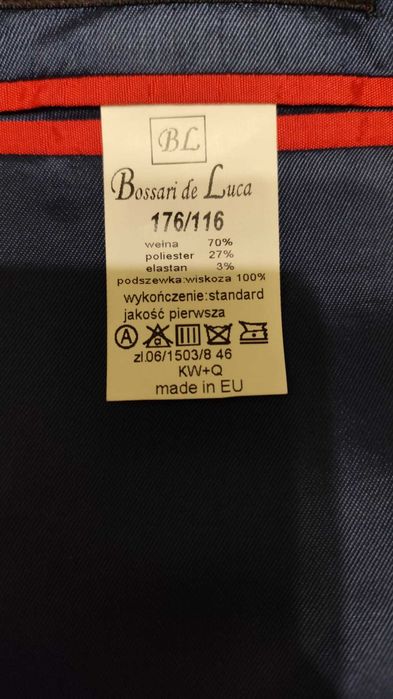 BL
Bossari de Luca
176/116
wełna 70%
poliester 27%
elastan 3%
podszewka:wiskoza 100%
wykończenie:standard
jakość pierwsza
A
zl.06/1503/8 46
KW+Q
made in EU